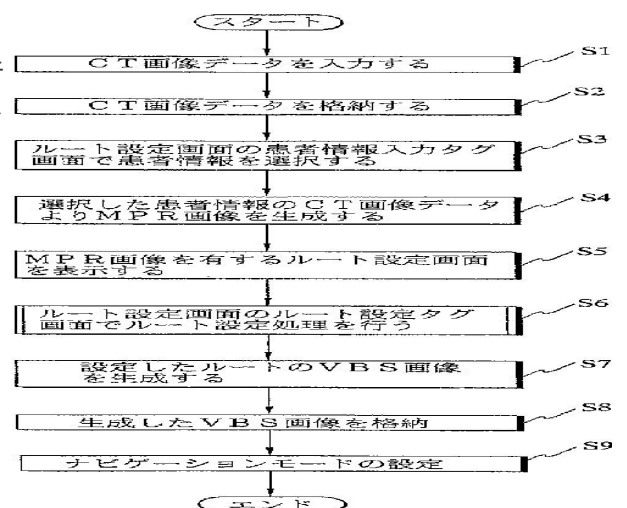 スタート
CT画像データを入力する
S1
CT画像データを格納する
S2
ルート設定画面の患者情報入力タグ
画面で患者情報を選択する
S3
選択した患者情報のCT画像データ
よりMPR画像を生成する
S4
MPR画像を有するルート設定画面
を表示する
S5
ルート設定画面のルート設定タグ
画面でルート設定処理を行う
S6
設定したルートのVBS画像
を生成する
S7
生成したVBS画像を格納
S8
ナビゲーションモードの設定
S9
エンド